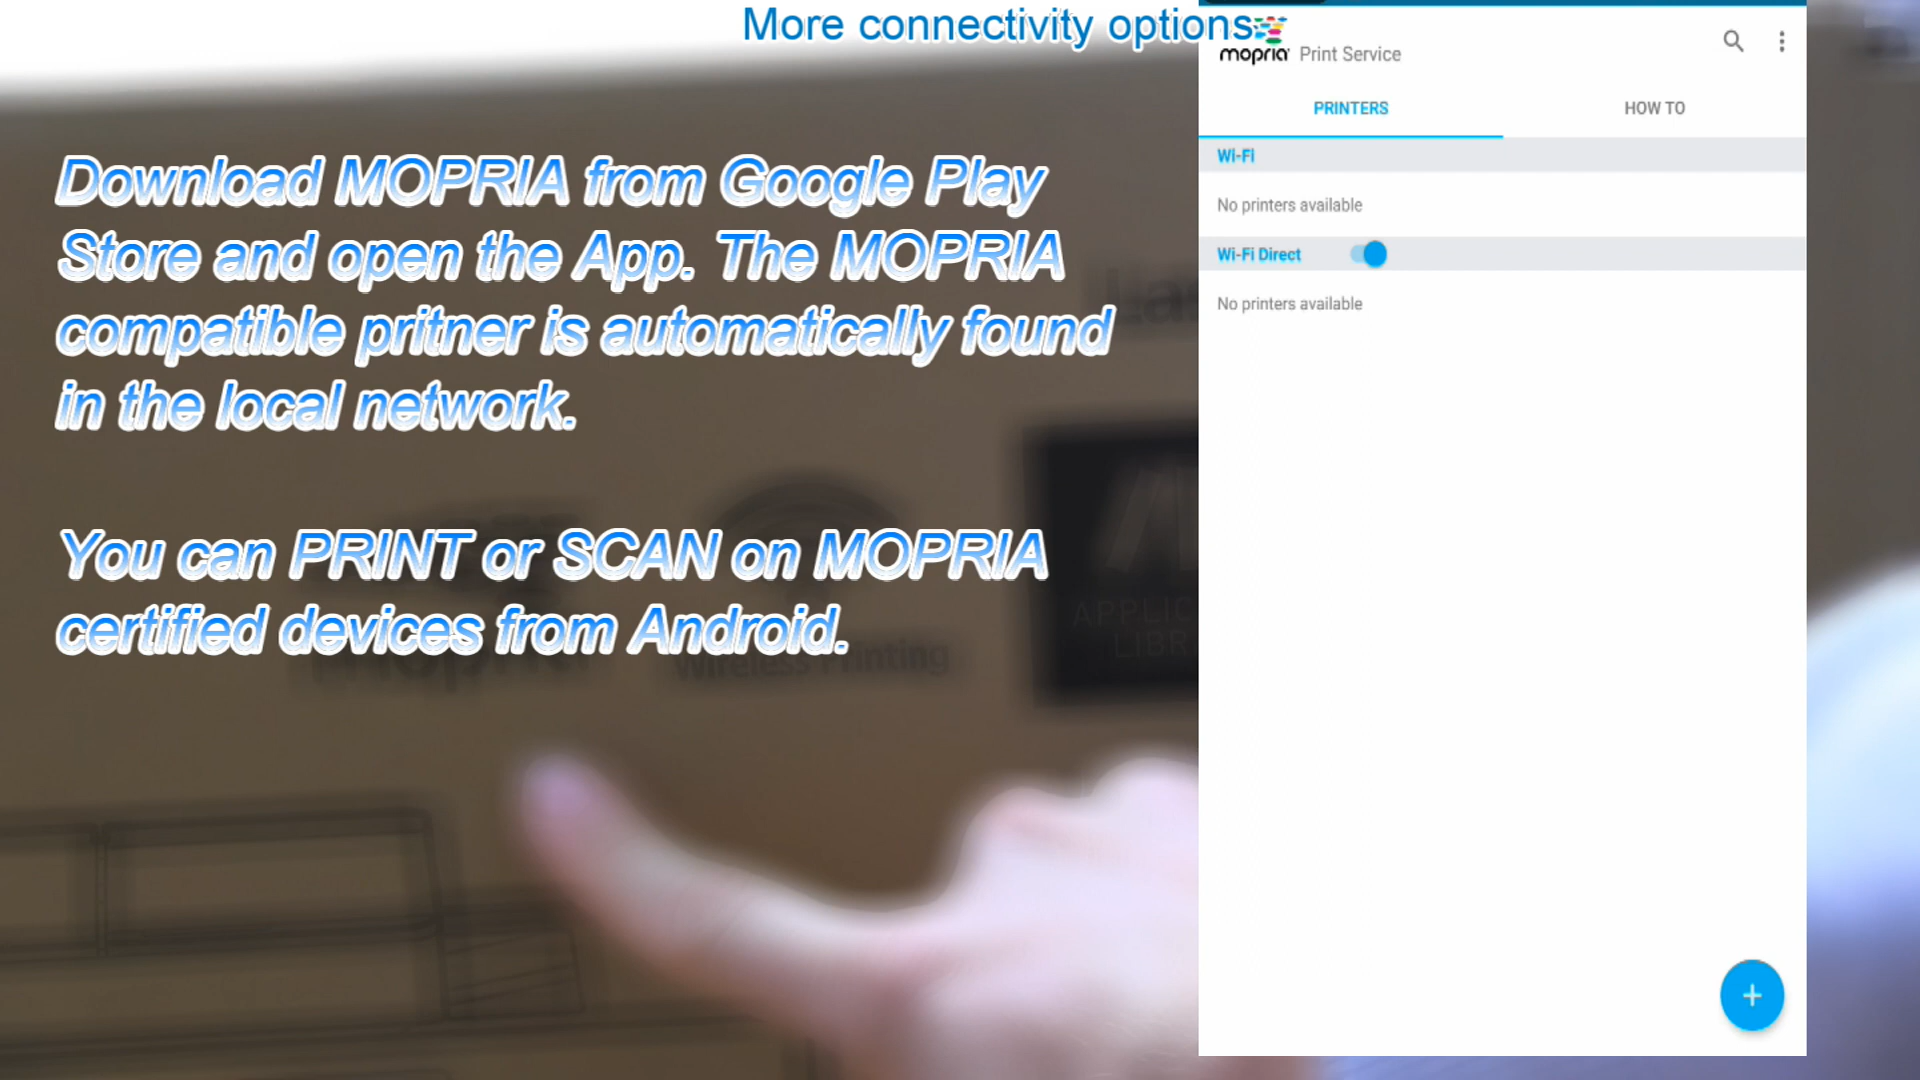 More connectivity options
mopria Print Service
PRINTERS
HOW TO
Wi-Fi
No printers available
Wi-Fi Direct
No printers available
Download MOPRIA from Google Play
Store and open the App. The MOPRIA
compatible pritner is automatically found
in the local network.
You can PRINT or SCAN on MOPRIA
certified devices from Android.
Wireless Printing